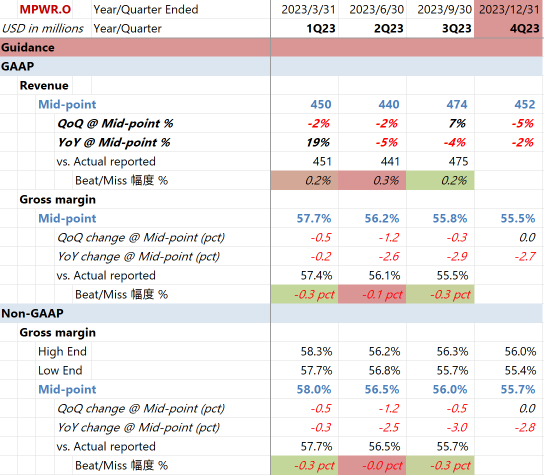 MPWR.O Year/Quarter Ended 2023/3/31 2023/6/30 2023/9/30 2023/12/31
USD in millions Year/Quarter 1Q23 2Q23 3Q23 4Q23
Guidance
GAAP
Revenue
Mid-point 450 440 474 452
QoQ @ Mid-point % -2% -2% 7% -5%
YoY @ Mid-point % 19% -5% -4% -2%
vs. Actual reported 451 441 475
Beat/Miss 幅度 % 0.2% 0.3% 0.2%
Gross margin
Mid-point 57.7% 56.2% 55.8% 55.5%
QoQ change @ Mid-point (pct) -0.5 -1.2 -0.3 0.0
YoY change @ Mid-point (pct) -0.2 -2.6 -2.9 -2.7
vs. Actual reported 57.4% 56.1% 55.5%
Beat/Miss 幅度 % -0.3 pct -0.1 pct -0.3 pct
Non-GAAP
Gross margin
High End 58.3% 56.2% 56.3% 56.0%
Low End 57.7% 56.8% 55.7% 55.4%
Mid-point 58.0% 56.5% 56.0% 55.7%
QoQ change @ Mid-point (pct) -0.5 -1.2 -0.5 0.0
YoY change @ Mid-point (pct) -0.3 -2.5 -3.0 -2.8
vs. Actual reported 57.7% 56.5% 55.7%
Beat/Miss 幅度 % -0.3 pct -0.0 pct -0.3 pct